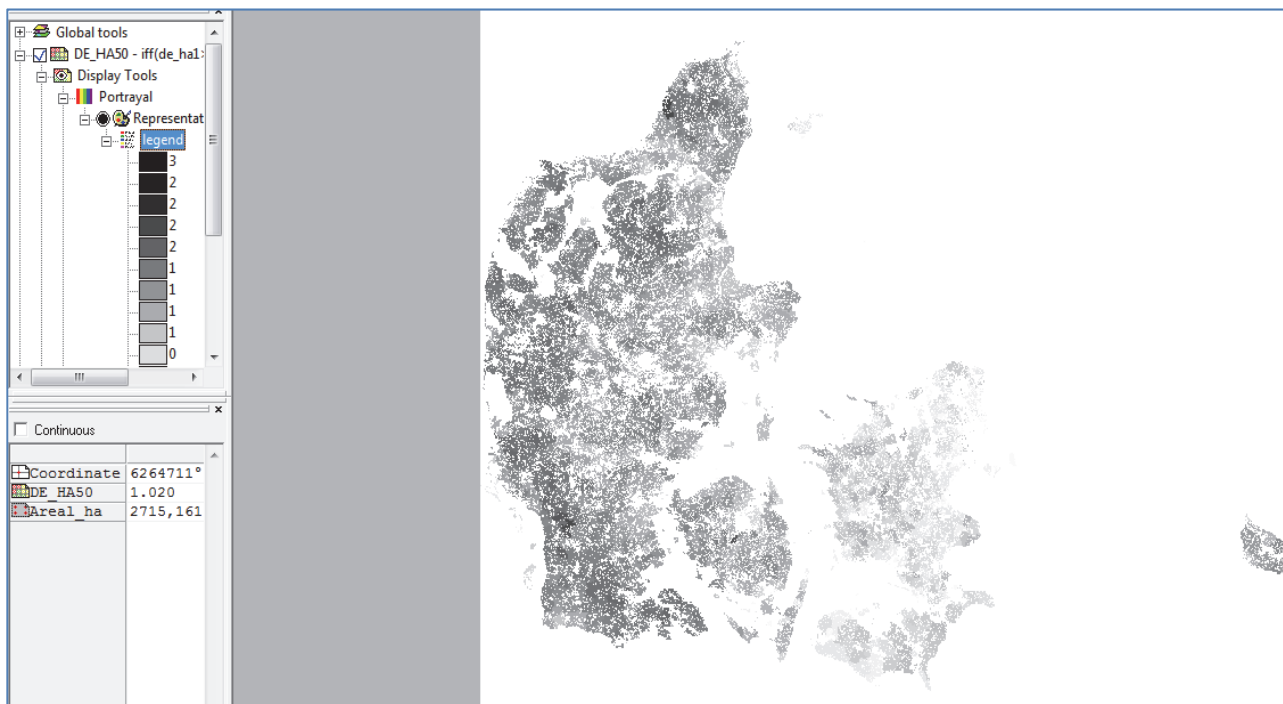 Global tools
DE_HA50 - iff(de_ha1>
Display Tools
Portrayal
Representat
legend
3
2
2
2
2
1
1
1
1
0
Continuous
Coordinate 6264711°
DE_HA50 1.020
Areal_ha 2715,161